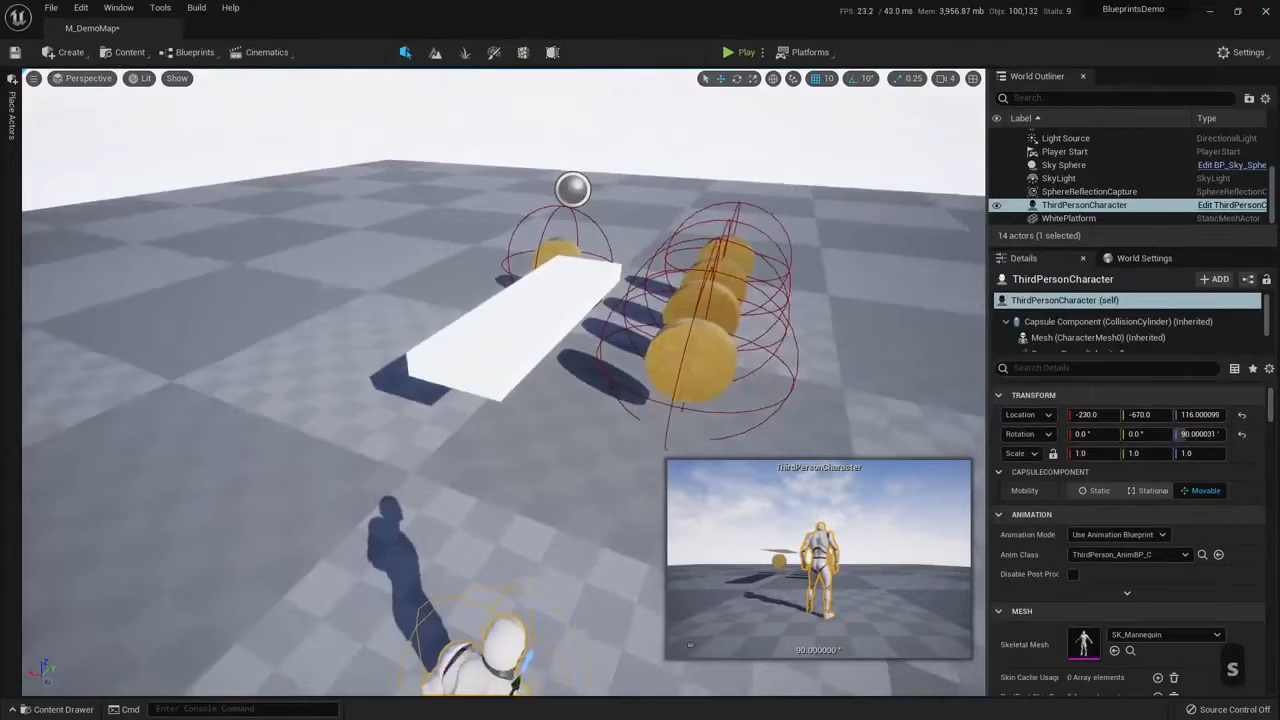 File Edit Window Tools Build Help
FPS: 23.2 / 43.0 ms Mem: 3,956.87 mb Objs: 100,132 Stalls: 9
BlueprintsDemo
M_DemoMap*
Create Content Blueprints Cinematics Play Platforms Settings
Perspective Lit Show 10 10° 0.25 4
Place Actors
World Outliner
Search...
Label Type
Light Source DirectionalLight
Player Start PlayerStart
Sky Sphere Edit BP_Sky_Sphe
SkyLight SkyLight
SphereReflectionCapture SphereReflectionC
ThirdPersonCharacter Edit ThirdPersonC
WhitePlatform StaticMeshActor
14 actors (1 selected)
Details World Settings
ThirdPersonCharacter + ADD
ThirdPersonCharacter (self)
Capsule Component (CollisionCylinder) (Inherited)
Mesh (CharacterMesh0) (Inherited)
Search Details
TRANSFORM
Location -230.0 -670.0 116.000099
Rotation 0.0 ° 0.0 ° 90.000031 °
Scale 1.0 1.0 1.0
CAPSULECOMPONENT
Mobility Static Stationar Movable
ANIMATION
Animation Mode Use Animation Blueprint
Anim Class ThirdPerson_AnimBP_C
Disable Post Proc
MESH
Skeletal Mesh SK_Mannequin
Skin Cache Usage 0 Array elements
ThirdPersonCharacter
90.000000°
S
Content Drawer Cmd Enter Console Command Source Control Off